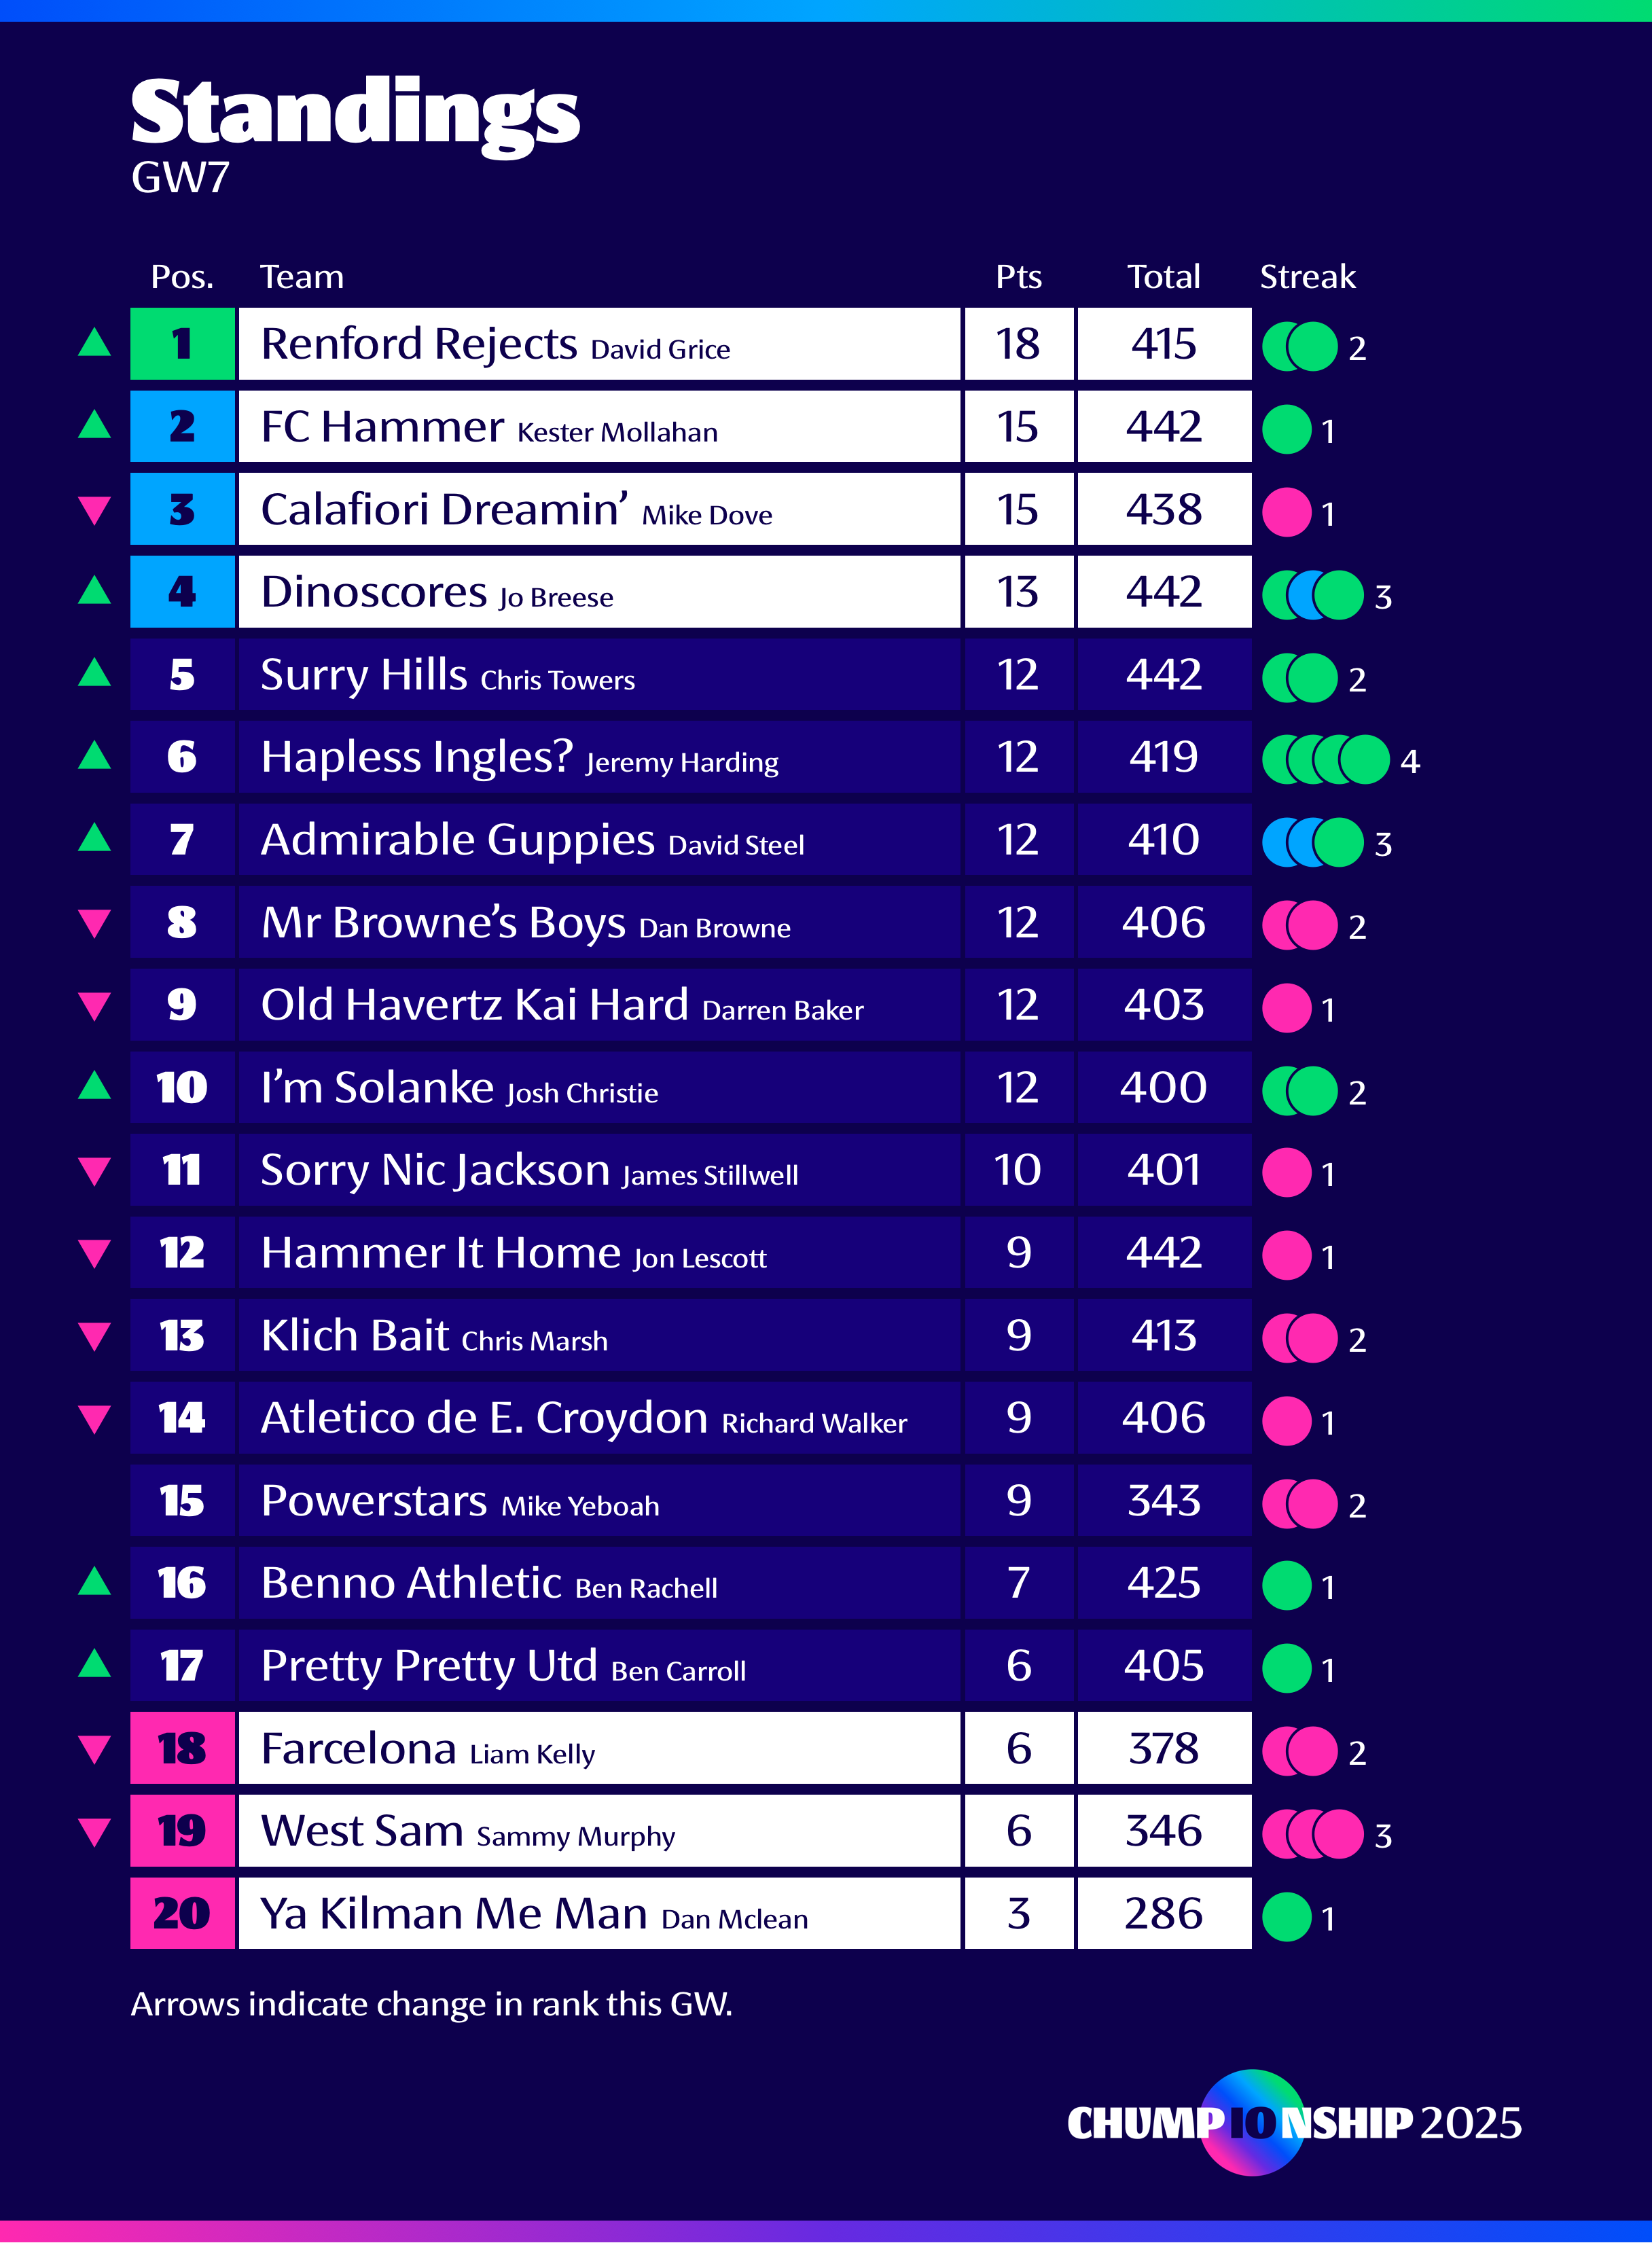 Standings
GW7
Pos. Team Pts Total Streak
1 Renford Rejects David Grice 18 415 2
2 FC Hammer Kester Mollahan 15 442 1
3 Calafiori Dreamin’ Mike Dove 15 438 1
4 Dinoscores Jo Breese 13 442 3
5 Surry Hills Chris Towers 12 442 2
6 Hapless Ingles? Jeremy Harding 12 419 4
7 Admirable Guppies David Steel 12 410 3
8 Mr Browne’s Boys Dan Browne 12 406 2
9 Old Havertz Kai Hard Darren Baker 12 403 1
10 I’m Solanke Josh Christie 12 400 2
11 Sorry Nic Jackson James Stillwell 10 401 1
12 Hammer It Home Jon Lescott 9 442 1
13 Klich Bait Chris Marsh 9 413 2
14 Atletico de E. Croydon Richard Walker 9 406 1
15 Powerstars Mike Yeboah 9 343 2
16 Benno Athletic Ben Rachell 7 425 1
17 Pretty Pretty Utd Ben Carroll 6 405 1
18 Farcelona Liam Kelly 6 378 2
19 West Sam Sammy Murphy 6 346 3
20 Ya Kilman Me Man Dan Mclean 3 286 1
Arrows indicate change in rank this GW.
CHUMPIONSHIP 2025